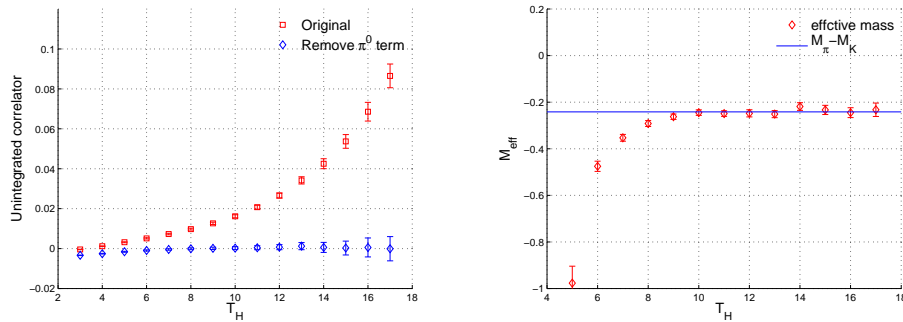 Original
Remove π⁰ term
0.1
0.08
0.06
0.04
0.02
0
−0.02
Unintegrated correlator
2 4 6 8 10 12 14 16 18
T_H
effctive mass
M_π−M_K
0.2
0
−0.2
−0.4
−0.6
−0.8
−1
M_eff
4 6 8 10 12 14 16 18
T_H